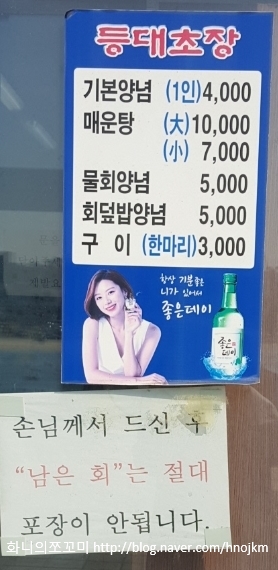 등대초장
기본양념 (1인)4,000
매운탕 (大)10,000
(小) 7,000
물회양념 5,000
회덮밥양념 5,000
구 이 (한마리)3,000
항상 기분 좋은
니가 있어서
좋은데이
좋은데이
손님께서 드신 후
"남은 회"는 절대
포장이 안됩니다.
화니의쪼꼬미 http://blog.naver.com/hnojkm